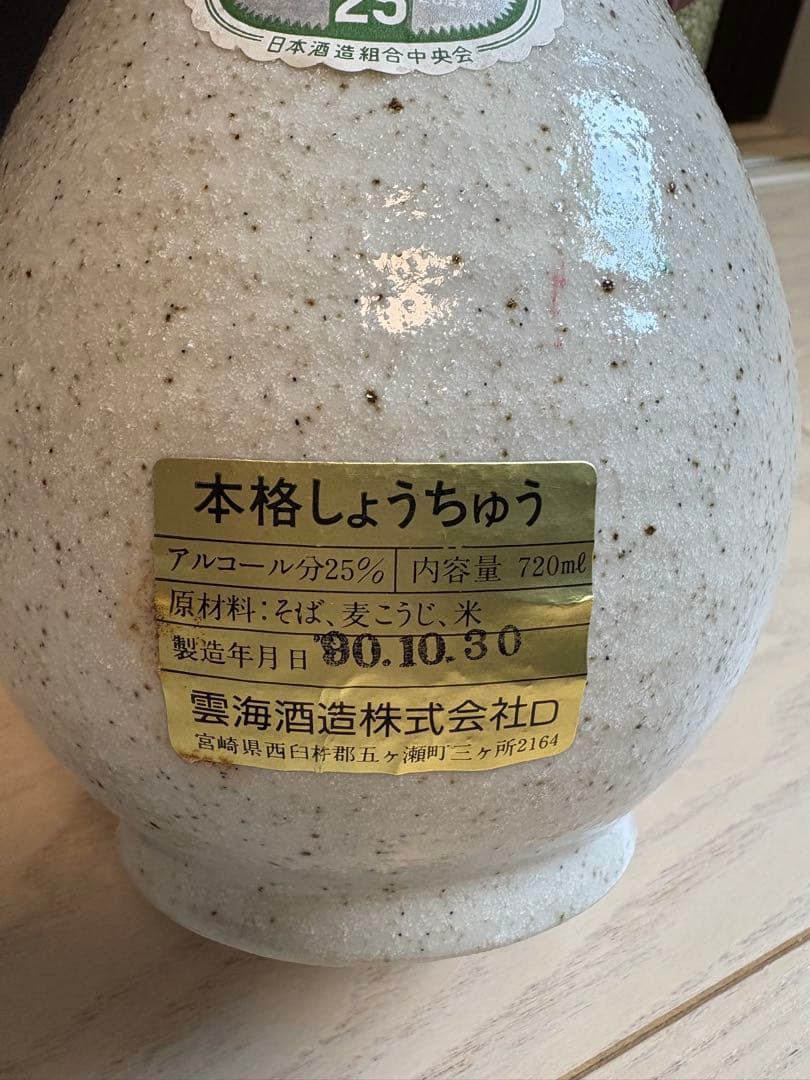 25
日本酒造組合中央会
本格しょうちゅう
アルコール分25% 内容量 720mℓ
原材料:そば、麦こうじ、米
製造年月日 '90.10.30
雲海酒造株式会社D
宮崎県西臼杵郡五ヶ瀬町三ヶ所2164